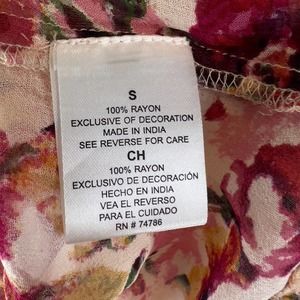 S
100% RAYON
EXCLUSIVE OF DECORATION
MADE IN INDIA
SEE REVERSE FOR CARE
CH
100% RAYON
EXCLUSIVO DE DECORACIÓN
HECHO EN INDIA
VEA EL REVERSO
PARA EL CUIDADO
RN # 74786